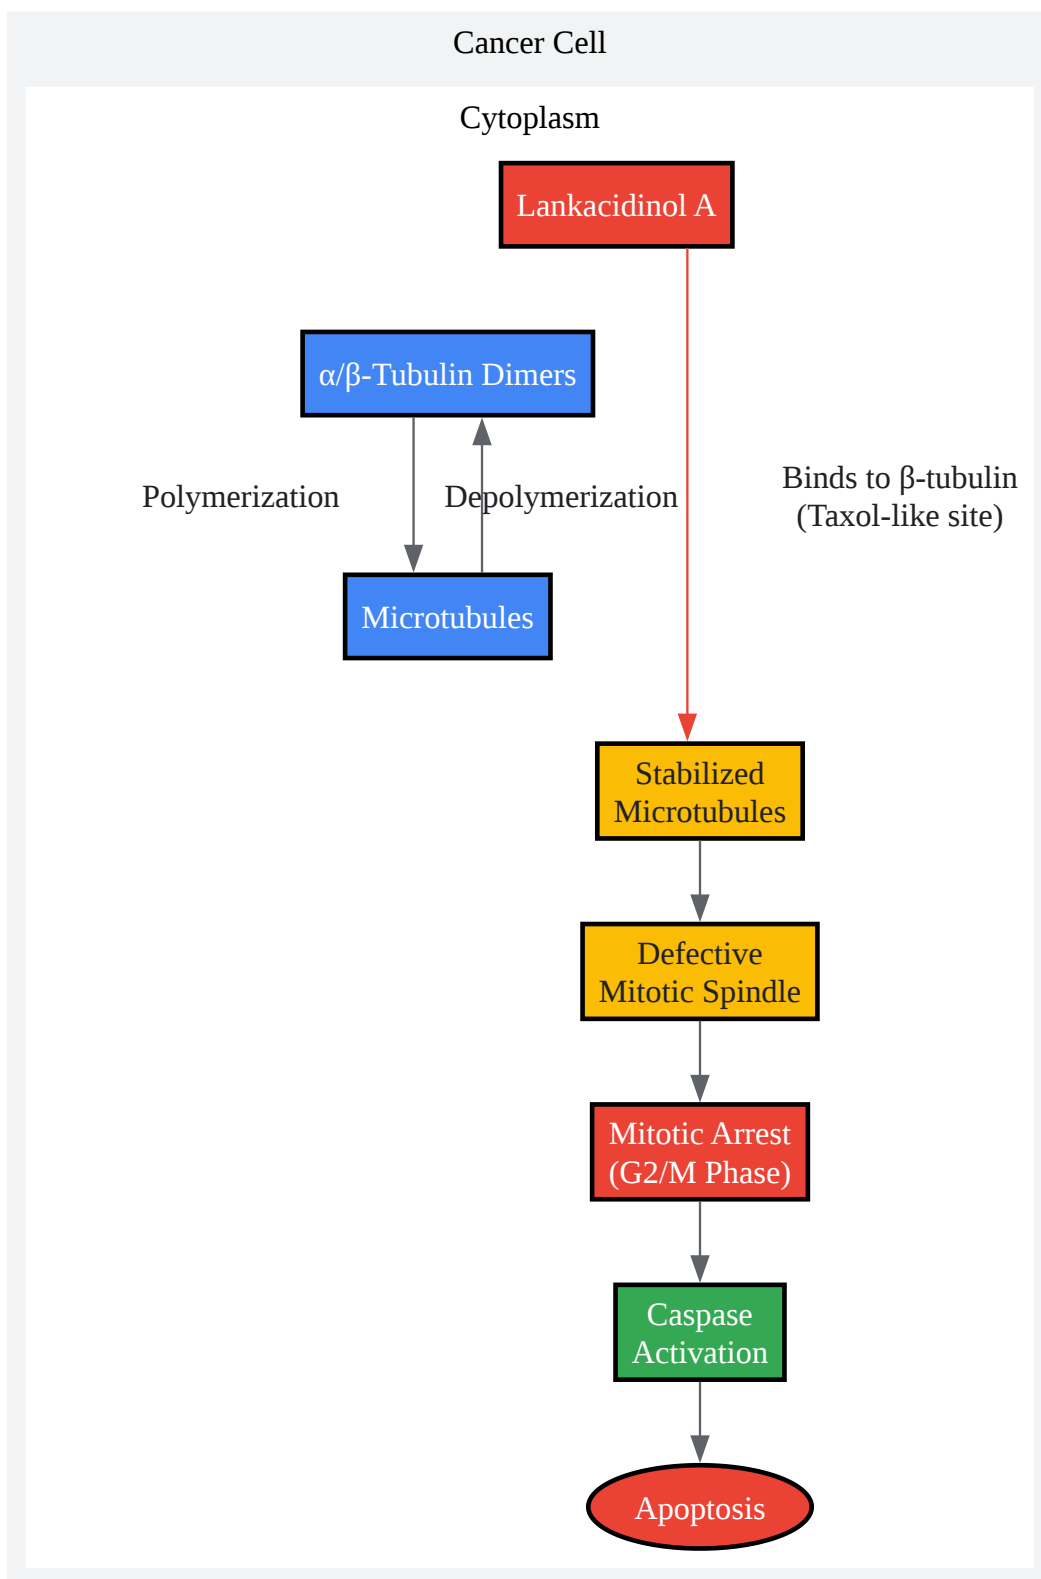 Cancer Cell
Cytoplasm
Lankacidinol A
α/β-Tubulin Dimers
Polymerization
Depolymerization
Binds to β-tubulin
(Taxol-like site)
Microtubules
Stabilized
Microtubules
Defective
Mitotic Spindle
Mitotic Arrest
(G2/M Phase)
Caspase
Activation
Apoptosis